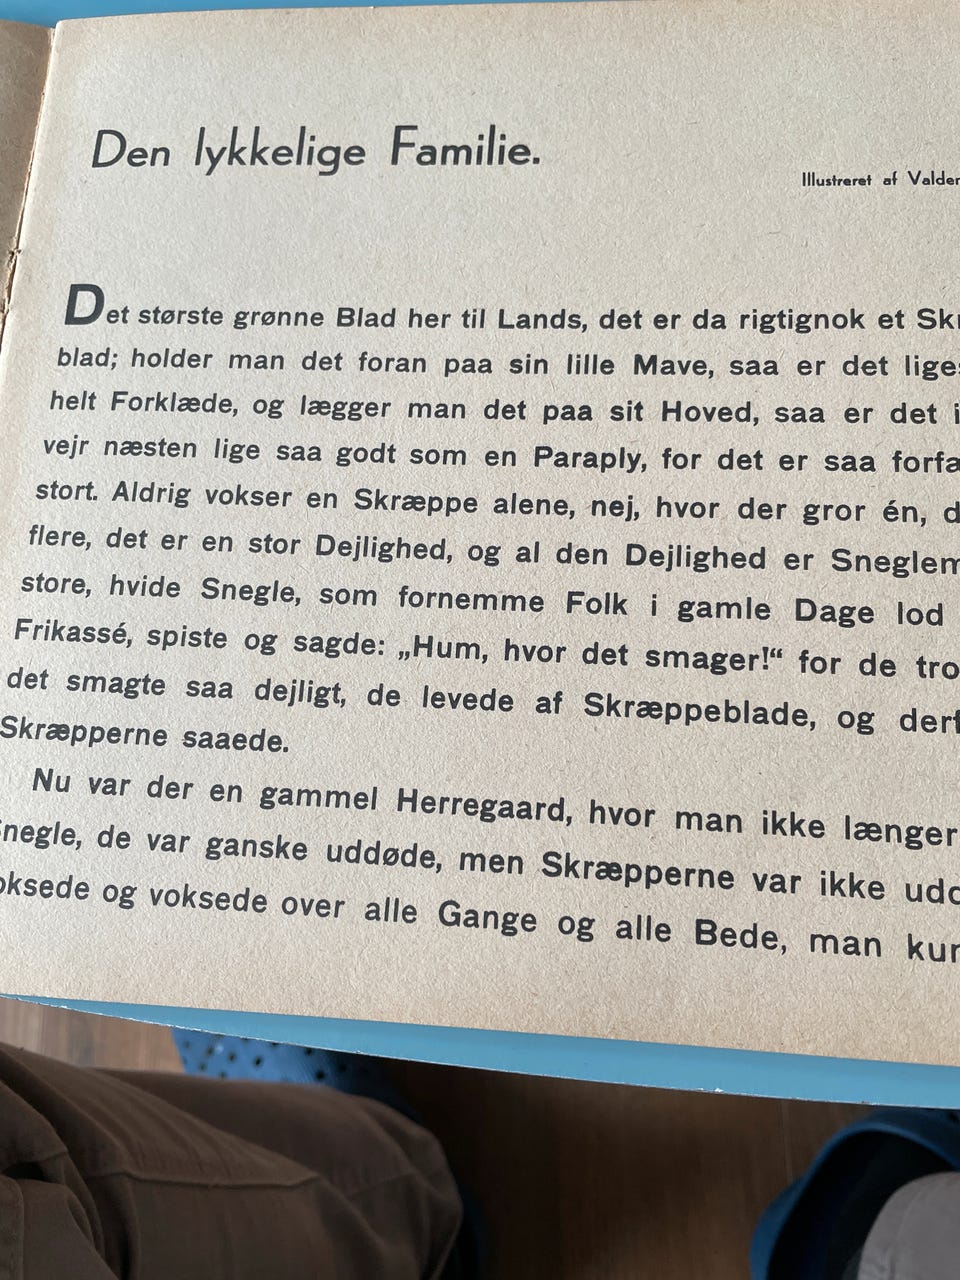 Den lykkelige Familie.
Illustreret af
Det største grønne Blad her til Lands, det er da rigtignok et
blad; holder man det foran paa sin lille Mave, saa er det
helt Forklæde, og lægger man det paa sit Hoved, saa er det
vejr næsten lige saa godt som en Paraply, for det er saa
stort. Aldrig vokser en Skræppe alene, nej, hvor der gror én,
flere, det er en stor Dejlighed, og al den Dejlighed er
store, hvide Snegle, som fornemme Folk i gamle Dage lod
Frikassé, spiste og sagde: „Hum, hvor det smager!“ for de
det smagte saa dejligt, de levede af Skræppeblade, og
Skræpperne saaede.
Nu var der en gammel Herregaard, hvor man ikke længer
de var ganske uddøde, men Skræpperne var ikke
og voksede over alle Gange og alle Bede, man